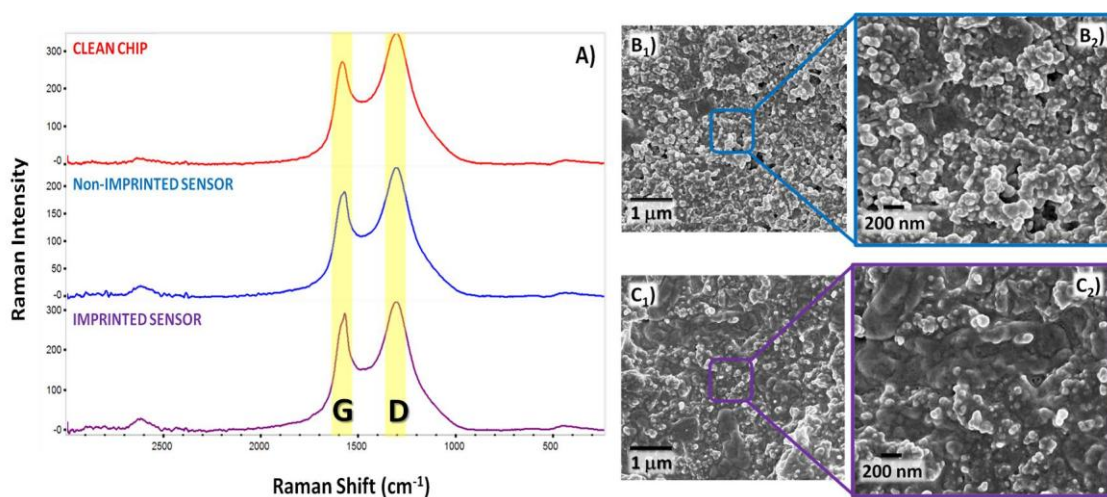 A)
CLEAN CHIP
300
200
100
-0
Non-IMPRINTED SENSOR
200
150
100
50
-0
IMPRINTED SENSOR
300
200
100
-0
G
D
2500
2000
1500
1000
500
Raman Intensity
Raman Shift (cm⁻¹)
B₁)
1 µm
B₂)
200 nm
C₁)
1 µm
C₂)
200 nm